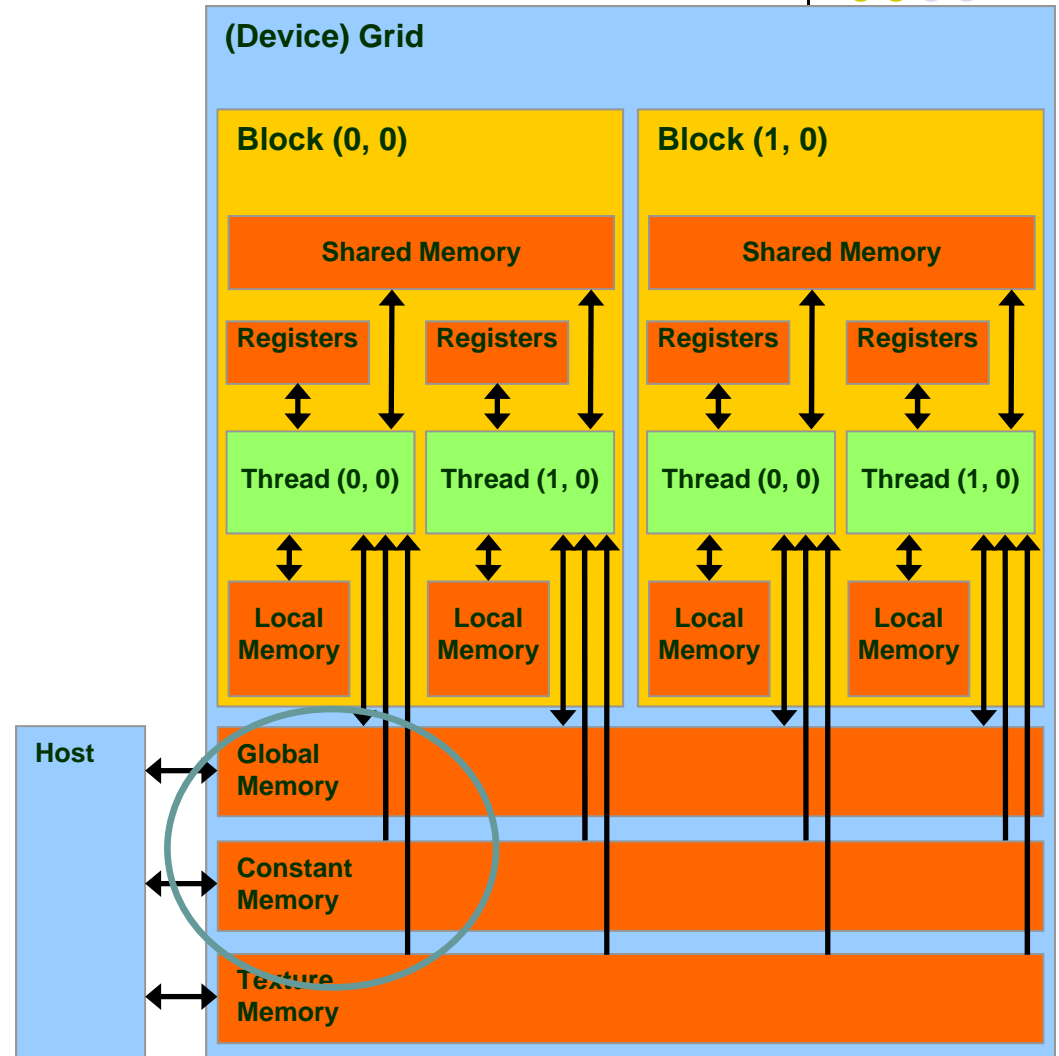 (Device) Grid
Block (0, 0)
Block (1, 0)
Shared Memory
Shared Memory
Registers
Registers
Registers
Registers
Thread (0, 0)
Thread (1, 0)
Thread (0, 0)
Thread (1, 0)
Local
Memory
Local
Memory
Local
Memory
Local
Memory
Host
Global
Memory
Constant
Memory
Texture
Memory